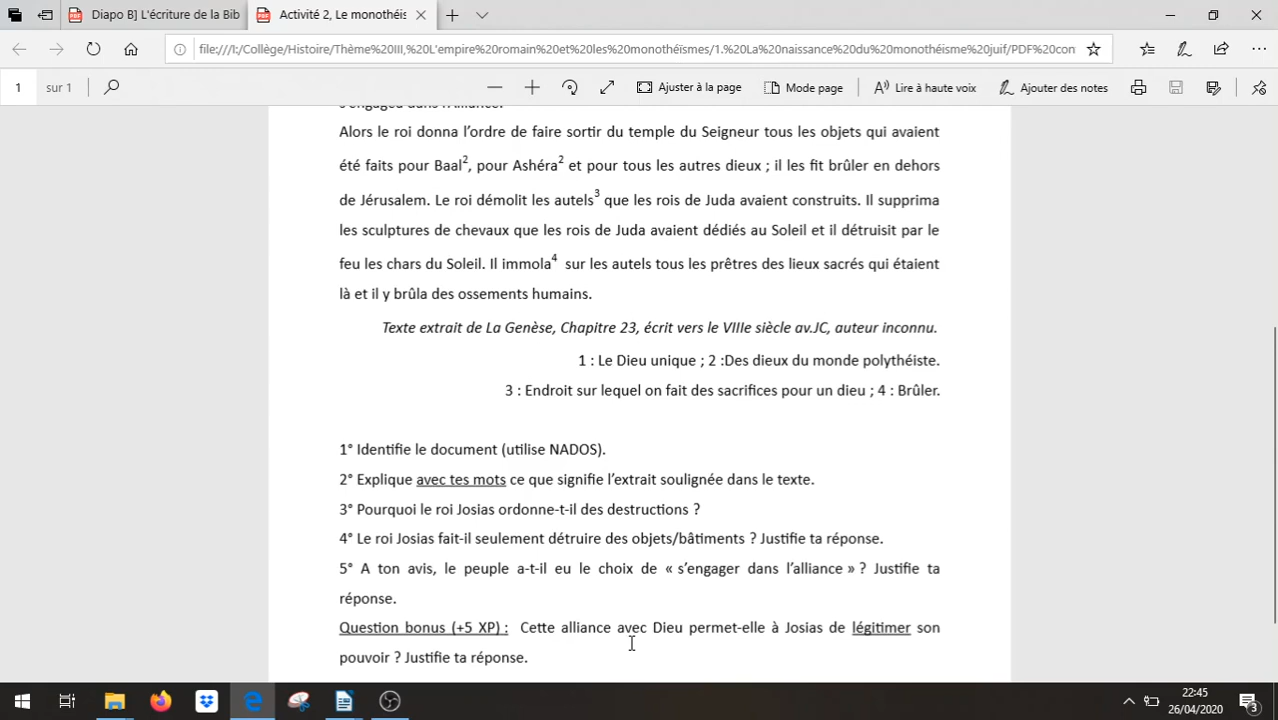 Diapo B] L'écriture de la Bib
Activité 2, Le monothéis
file:///I:/Collège/Histoire/Thème%20III,%20L'empire%20romain%20et%20les%20monothéïsmes/1.%20La%20naissance%20du%20monothéisme%20juif/PDF%20con
1 sur 1
Ajuster à la page
Mode page
Lire à haute voix
Ajouter des notes
s'engagea dans l'Alliance.
Alors le roi donna l'ordre de faire sortir du temple du Seigneur tous les objets qui avaient
été faits pour Baal², pour Ashéra² et pour tous les autres dieux ; il les fit brûler en dehors
de Jérusalem. Le roi démolit les autels³ que les rois de Juda avaient construits. Il supprima
les sculptures de chevaux que les rois de Juda avaient dédiés au Soleil et il détruisit par le
feu les chars du Soleil. Il immola⁴ sur les autels tous les prêtres des lieux sacrés qui étaient
là et il y brûla des ossements humains.
Texte extrait de La Genèse, Chapitre 23, écrit vers le VIIIe siècle av.JC, auteur inconnu.
1 : Le Dieu unique ; 2 :Des dieux du monde polythéiste.
3 : Endroit sur lequel on fait des sacrifices pour un dieu ; 4 : Brûler.
1° Identifie le document (utilise NADOS).
2° Explique avec tes mots ce que signifie l'extrait soulignée dans le texte.
3° Pourquoi le roi Josias ordonne-t-il des destructions ?
4° Le roi Josias fait-il seulement détruire des objets/bâtiments ? Justifie ta réponse.
5° A ton avis, le peuple a-t-il eu le choix de « s'engager dans l'alliance » ? Justifie ta
réponse.
Question bonus (+5 XP) : Cette alliance avec Dieu permet-elle à Josias de légitimer son
pouvoir ? Justifie ta réponse.
22:45
26/04/2020
3